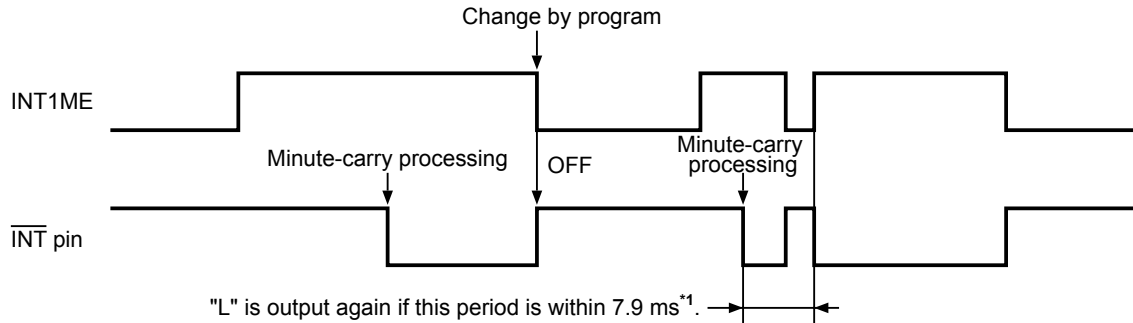 Change by program
INT1ME
Minute-carry processing
OFF
Minute-carry
processing
INT pin
"L" is output again if this period is within 7.9 ms*1.